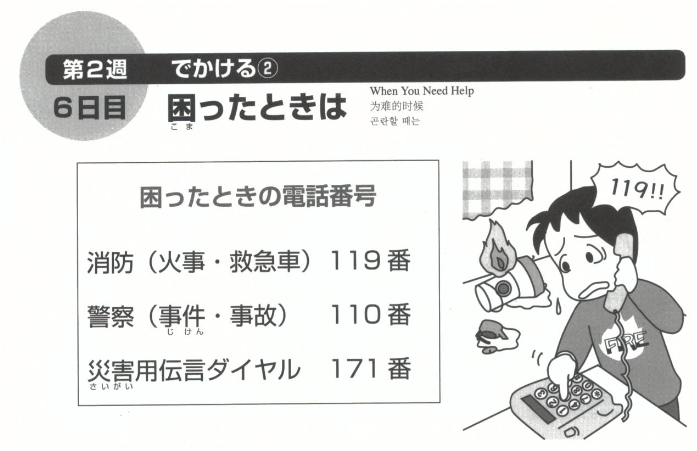 第2週 でかける②
6日目 困ったときは
こま
When You Need Help
为难的时候
곤란할 때는
困ったときの電話番号
消防（火事・救急車） 119番
警察（事件・事故） 110番
じけん
災害用伝言ダイヤル 171番
さいがい
119!!
FIRE